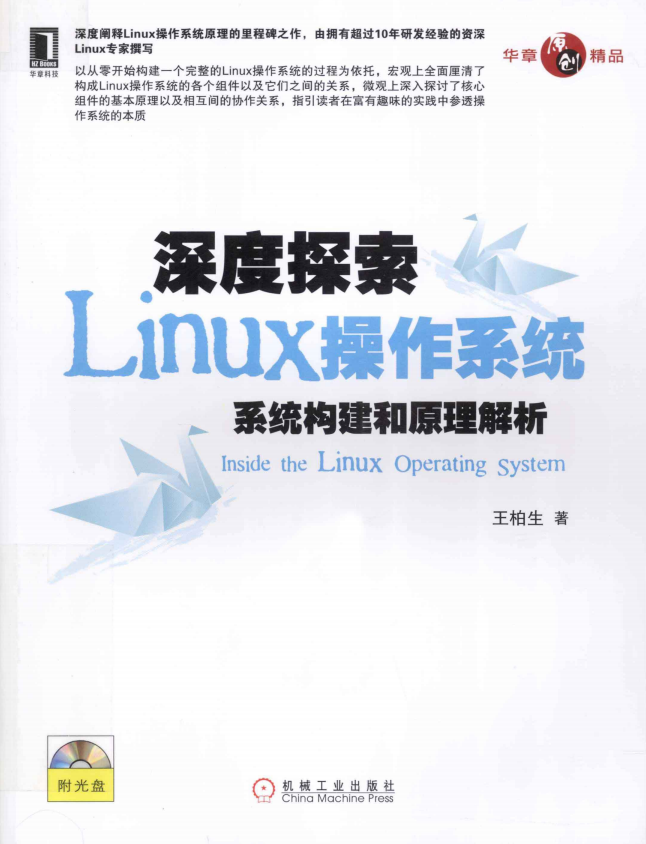 HZ Books
华章科技
深度阐释Linux操作系统原理的里程碑之作，由拥有超过10年研发经验的资深
Linux专家撰写
以从零开始构建一个完整的Linux操作系统的过程为依托，宏观上全面厘清了
构成Linux操作系统的各个组件以及它们之间的关系，微观上深入探讨了核心
组件的基本原理以及相互间的协作关系，指引读者在富有趣味的实践中参透操
作系统的本质
华章 原创 精品
深度探索
Linux操作系统
系统构建和原理解析
Inside the Linux Operating System
王柏生 著
附光盘
机械工业出版社
China Machine Press